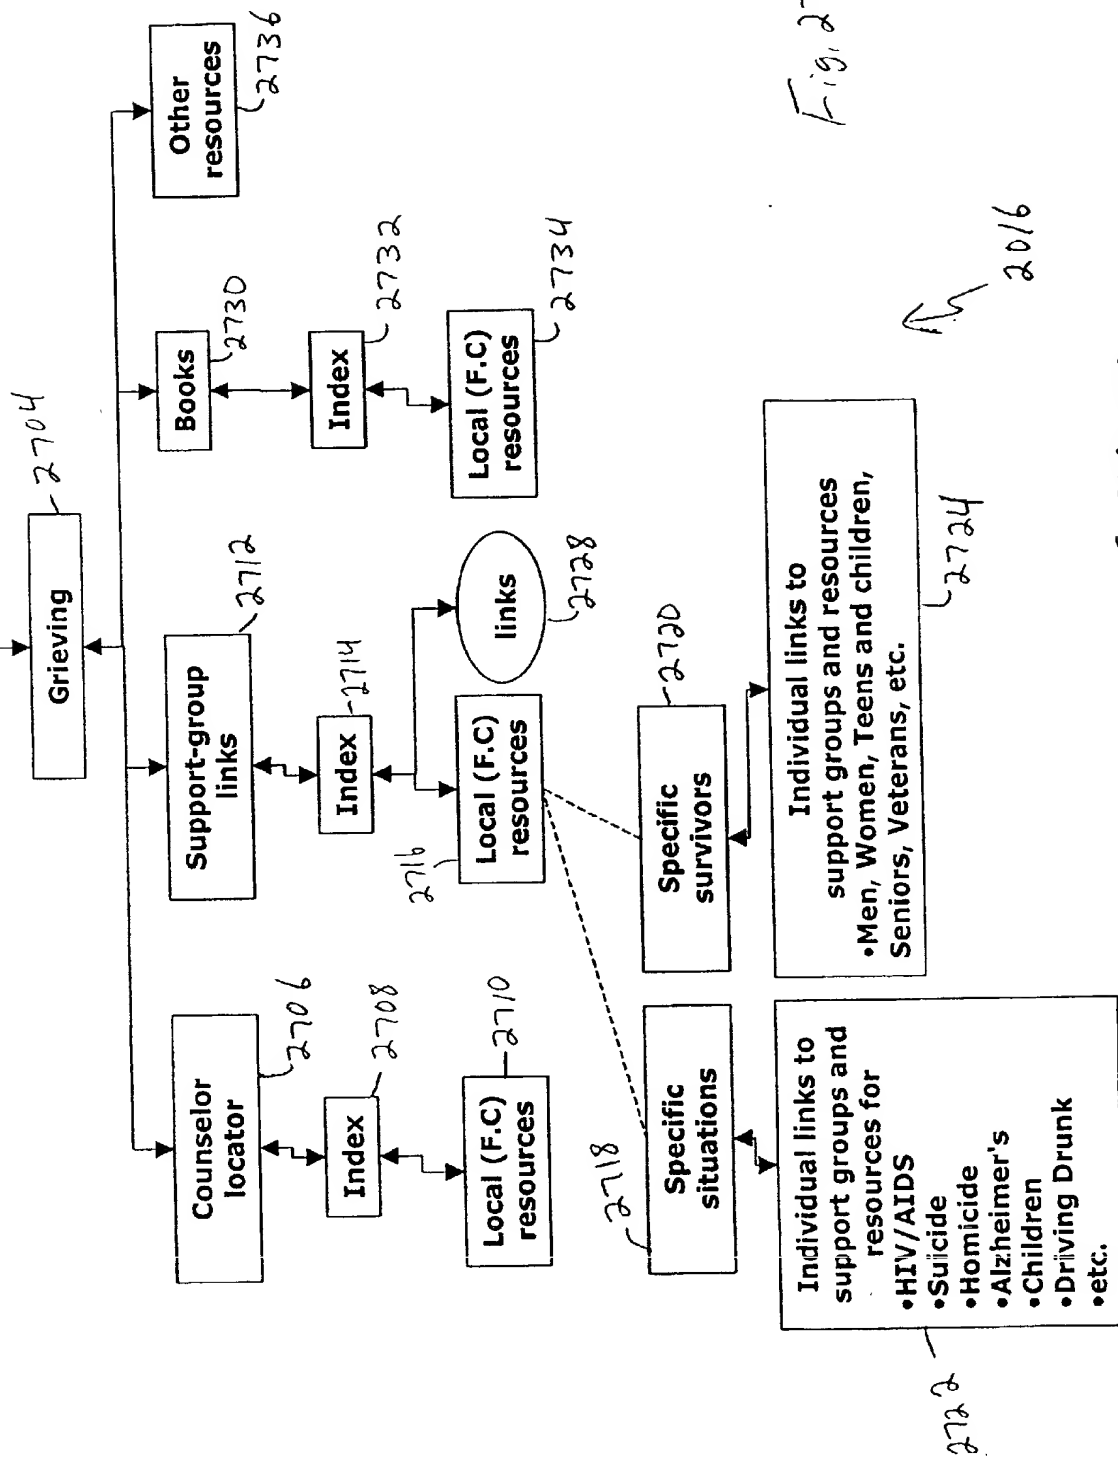 Grieving
2704
Counselor
locator
2706
Support-group
links
2712
Books
2730
Other
resources
2736
Index
2708
Index
2714
Index
2732
Local (F.C)
resources
2710
2716
Local (F.C)
resources
links
2728
Local (F.C)
resources
2734
2718
Specific
situations
Specific
survivors
2720
2722
Individual links to
support groups and
resources for
•HIV/AIDS
•Suicide
•Homicide
•Alzheimer's
•Children
•Driving Drunk
•etc.
Individual links to
support groups and resources
•Men, Women, Teens and children,
Seniors, Veterans, etc.
2724
2016
Fig. 27